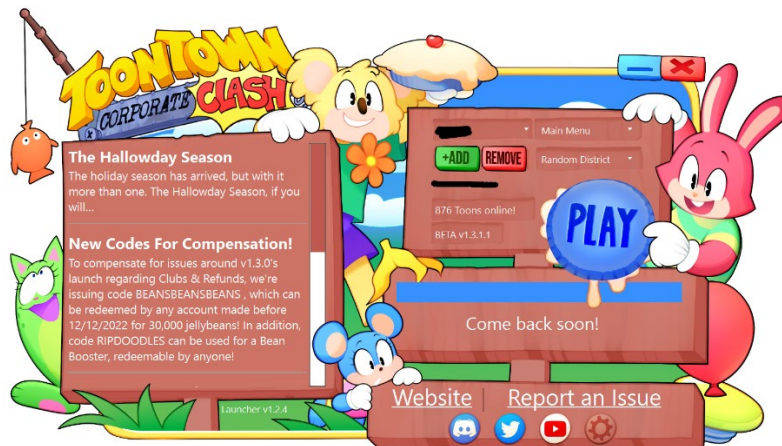 TOONTOWN
CORPORATE CLASH
The Hallowday Season
The holiday season has arrived, but with it
more than one. The Hallowday Season, if you
will...
New Codes For Compensation!
To compensate for issues around v1.3.0's
launch regarding Clubs & Refunds, we're
issuing code BEANSBEANSBEANS , which can
be redeemed by any account made before
12/12/2022 for 30,000 jellybeans! In addition,
code RIPDOODLES can be used for a Bean
Booster, redeemable by anyone!
Launcher v1.2.4
Main Menu
+ADD REMOVE Random District
876 Toons online!
BETA v1.3.1.1
PLAY
Come back soon!
Website Report an Issue